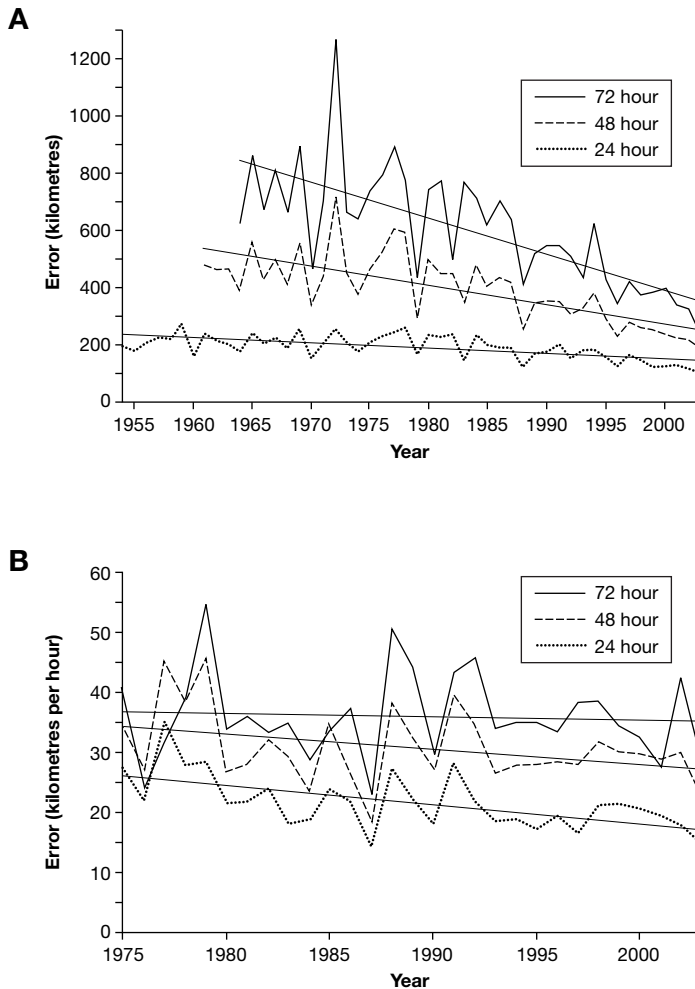 A
1200
1000
800
600
400
200
0
Error (kilometres)
72 hour
48 hour
24 hour
1955 1960 1965 1970 1975 1980 1985 1990 1995 2000
Year
B
60
50
40
30
20
10
0
Error (kilometres per hour)
72 hour
48 hour
24 hour
1975 1980 1985 1990 1995 2000
Year